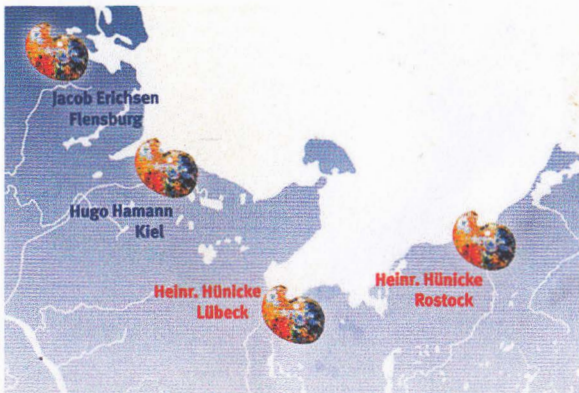 Jacob Erichsen
Flensburg
Hugo Hamann
Kiel
Heinr. Hünicke
Lübeck
Heinr. Hünicke
Rostock